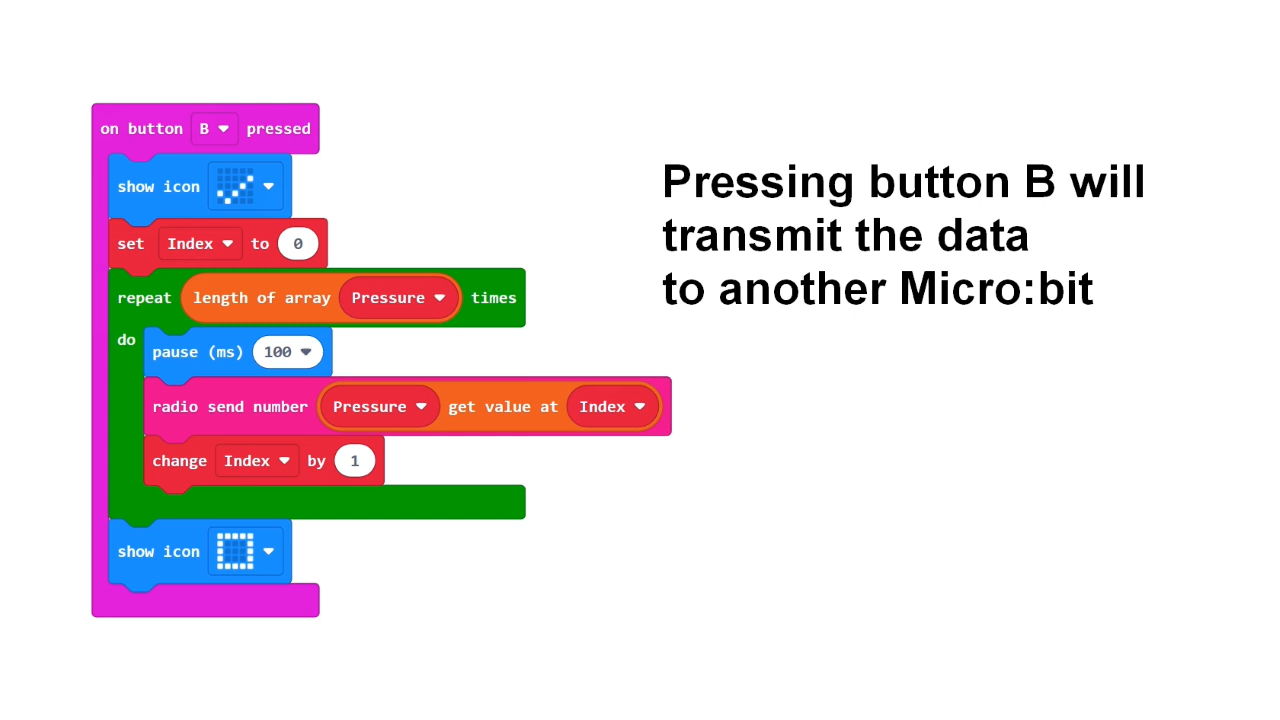 on button B pressed
show icon
set Index to 0
repeat length of array Pressure times
do
pause (ms) 100
radio send number Pressure get value at Index
change Index by 1
show icon
Pressing button B will
transmit the data
to another Micro:bit